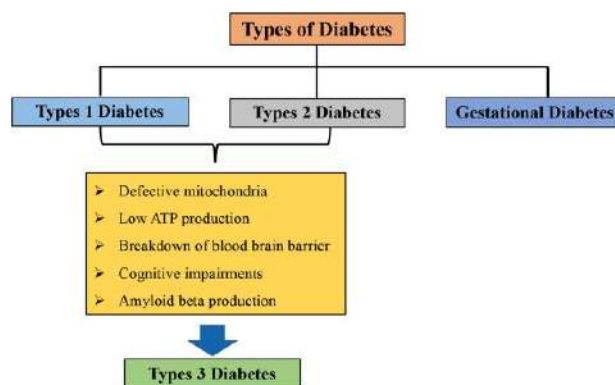 Types of Diabetes
Types 1 Diabetes
Types 2 Diabetes
Gestational Diabetes
Defective mitochondria
Low ATP production
Breakdown of blood brain barrier
Cognitive impairments
Amyloid beta production
Types 3 Diabetes